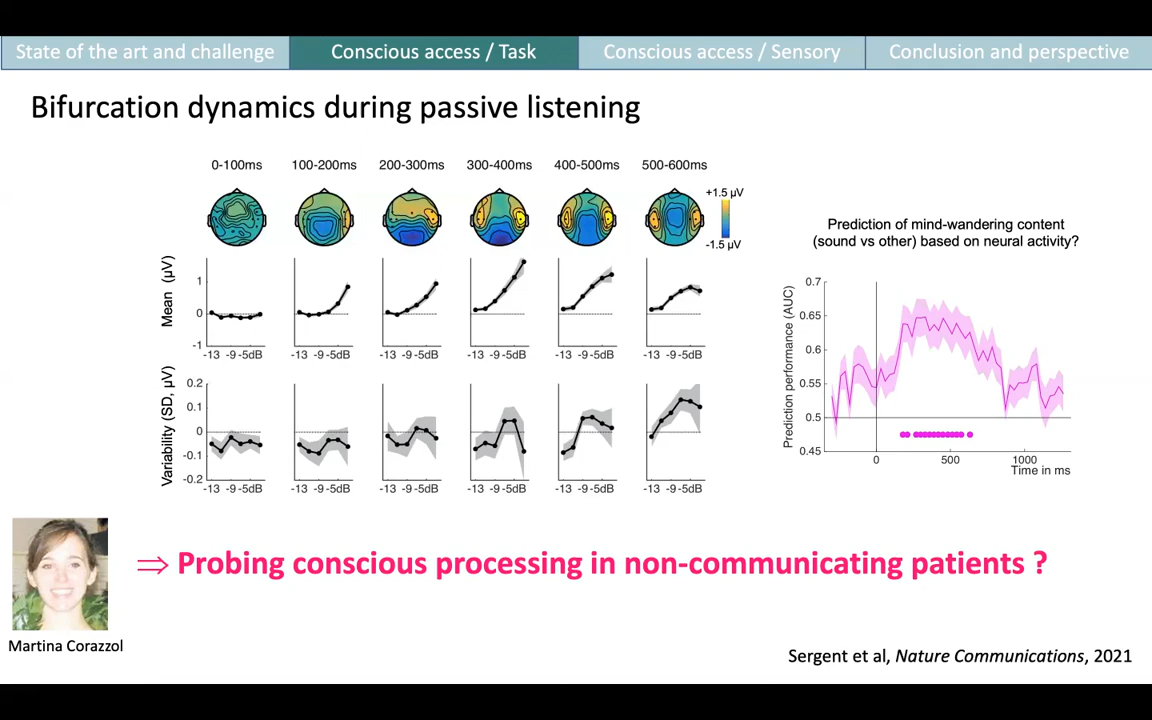 State of the art and challenge
Conscious access / Task
Conscious access / Sensory
Conclusion and perspective
Bifurcation dynamics during passive listening
0-100ms
100-200ms
200-300ms
300-400ms
400-500ms
500-600ms
+1.5 µV
-1.5 µV
Mean (µV)
1
0
-1
-13 -9-5dB
-13 -9-5dB
-13 -9-5dB
-13 -9-5dB
-13 -9-5dB
-13 -9-5dB
Variability (SD, µV)
0.2
0.1
0
-0.1
-0.2
-13 -9-5dB
-13 -9-5dB
-13 -9-5dB
-13 -9-5dB
-13 -9-5dB
-13 -9-5dB
Prediction of mind-wandering content
(sound vs other) based on neural activity?
Prediction performance (AUC)
0.7
0.65
0.6
0.55
0.5
0.45
0
500
1000
Time in ms
⇒ Probing conscious processing in non-communicating patients ?
Martina Corazzol
Sergent et al, Nature Communications, 2021